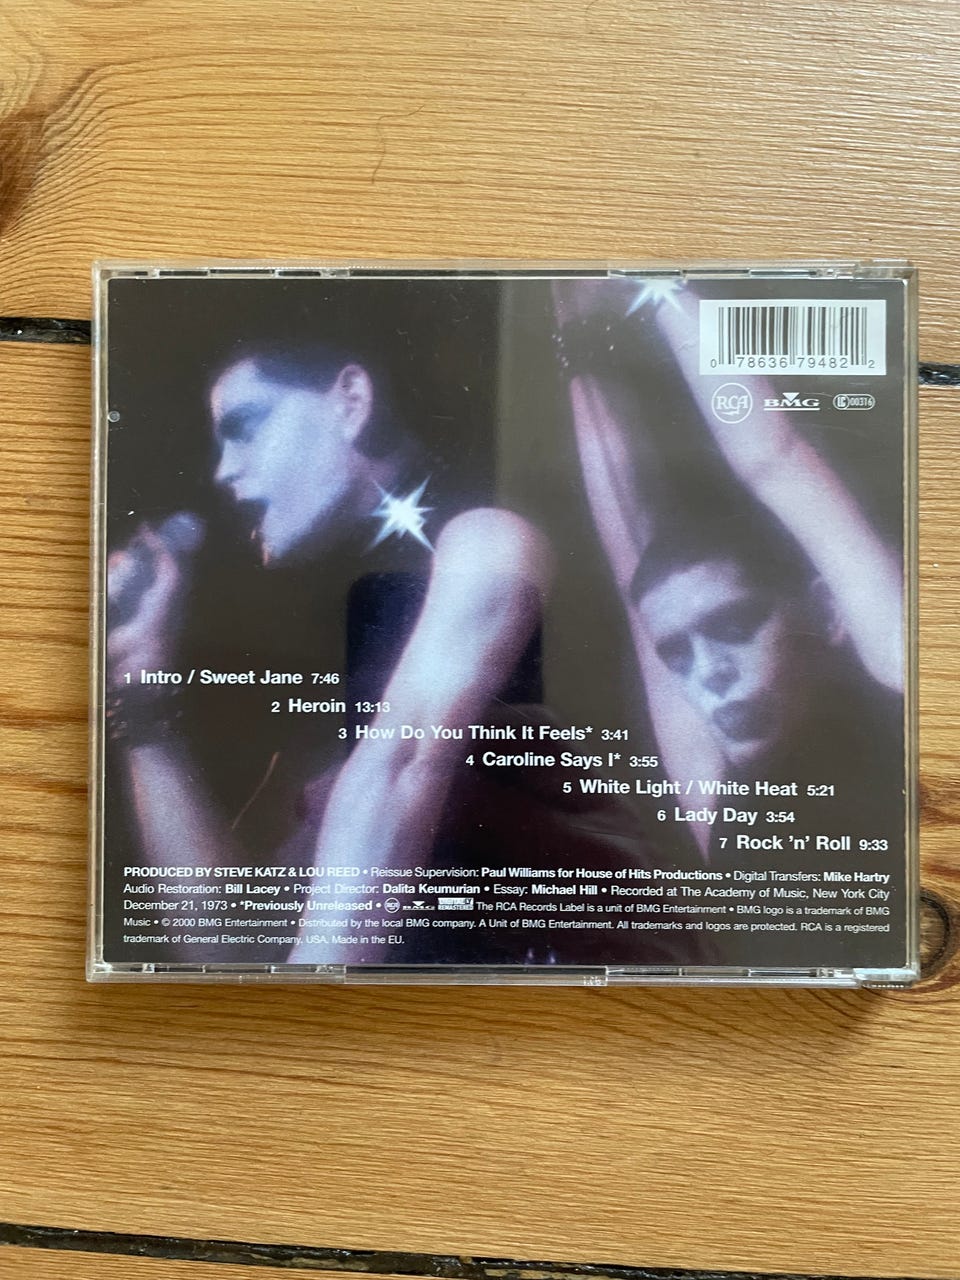 0 78636 79482 2
RCA BMG LC 00316
1 Intro / Sweet Jane 7:46
2 Heroin 13:13
3 How Do You Think It Feels* 3:41
4 Caroline Says I* 3:55
5 White Light / White Heat 5:21
6 Lady Day 3:54
7 Rock 'n' Roll 9:33
PRODUCED BY STEVE KATZ & LOU REED • Reissue Supervision: Paul Williams for House of Hits Productions • Digital Transfers: Mike Hartry
Audio Restoration: Bill Lacey • Project Director: Dalita Keumurian • Essay: Michael Hill • Recorded at The Academy of Music, New York City
December 21, 1973 • *Previously Unreleased • RCA BMG DIGITALLY REMASTERED The RCA Records Label is a unit of BMG Entertainment • BMG logo is a trademark of BMG
Music • © 2000 BMG Entertainment • Distributed by the local BMG company. A Unit of BMG Entertainment. All trademarks and logos are protected. RCA is a registered
trademark of General Electric Company, USA. Made in the EU.